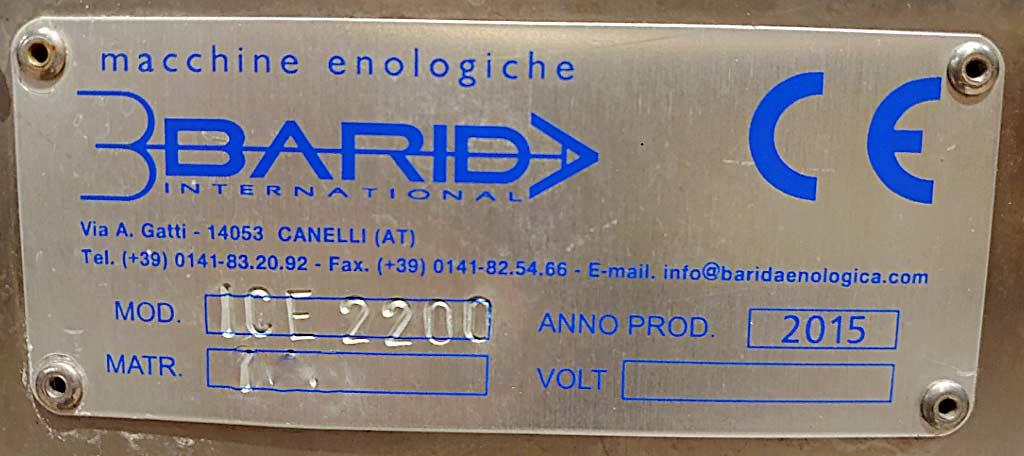 macchine enologiche
BARIDA
INTERNATIONAL
CE
Via A. Gatti - 14053 CANELLI (AT)
Tel. (+39) 0141-83.20.92 - Fax. (+39) 0141-82.54.66 - E-mail. info@baridaenologica.com
MOD. ICE 2200
ANNO PROD. 2015
MATR.
VOLT